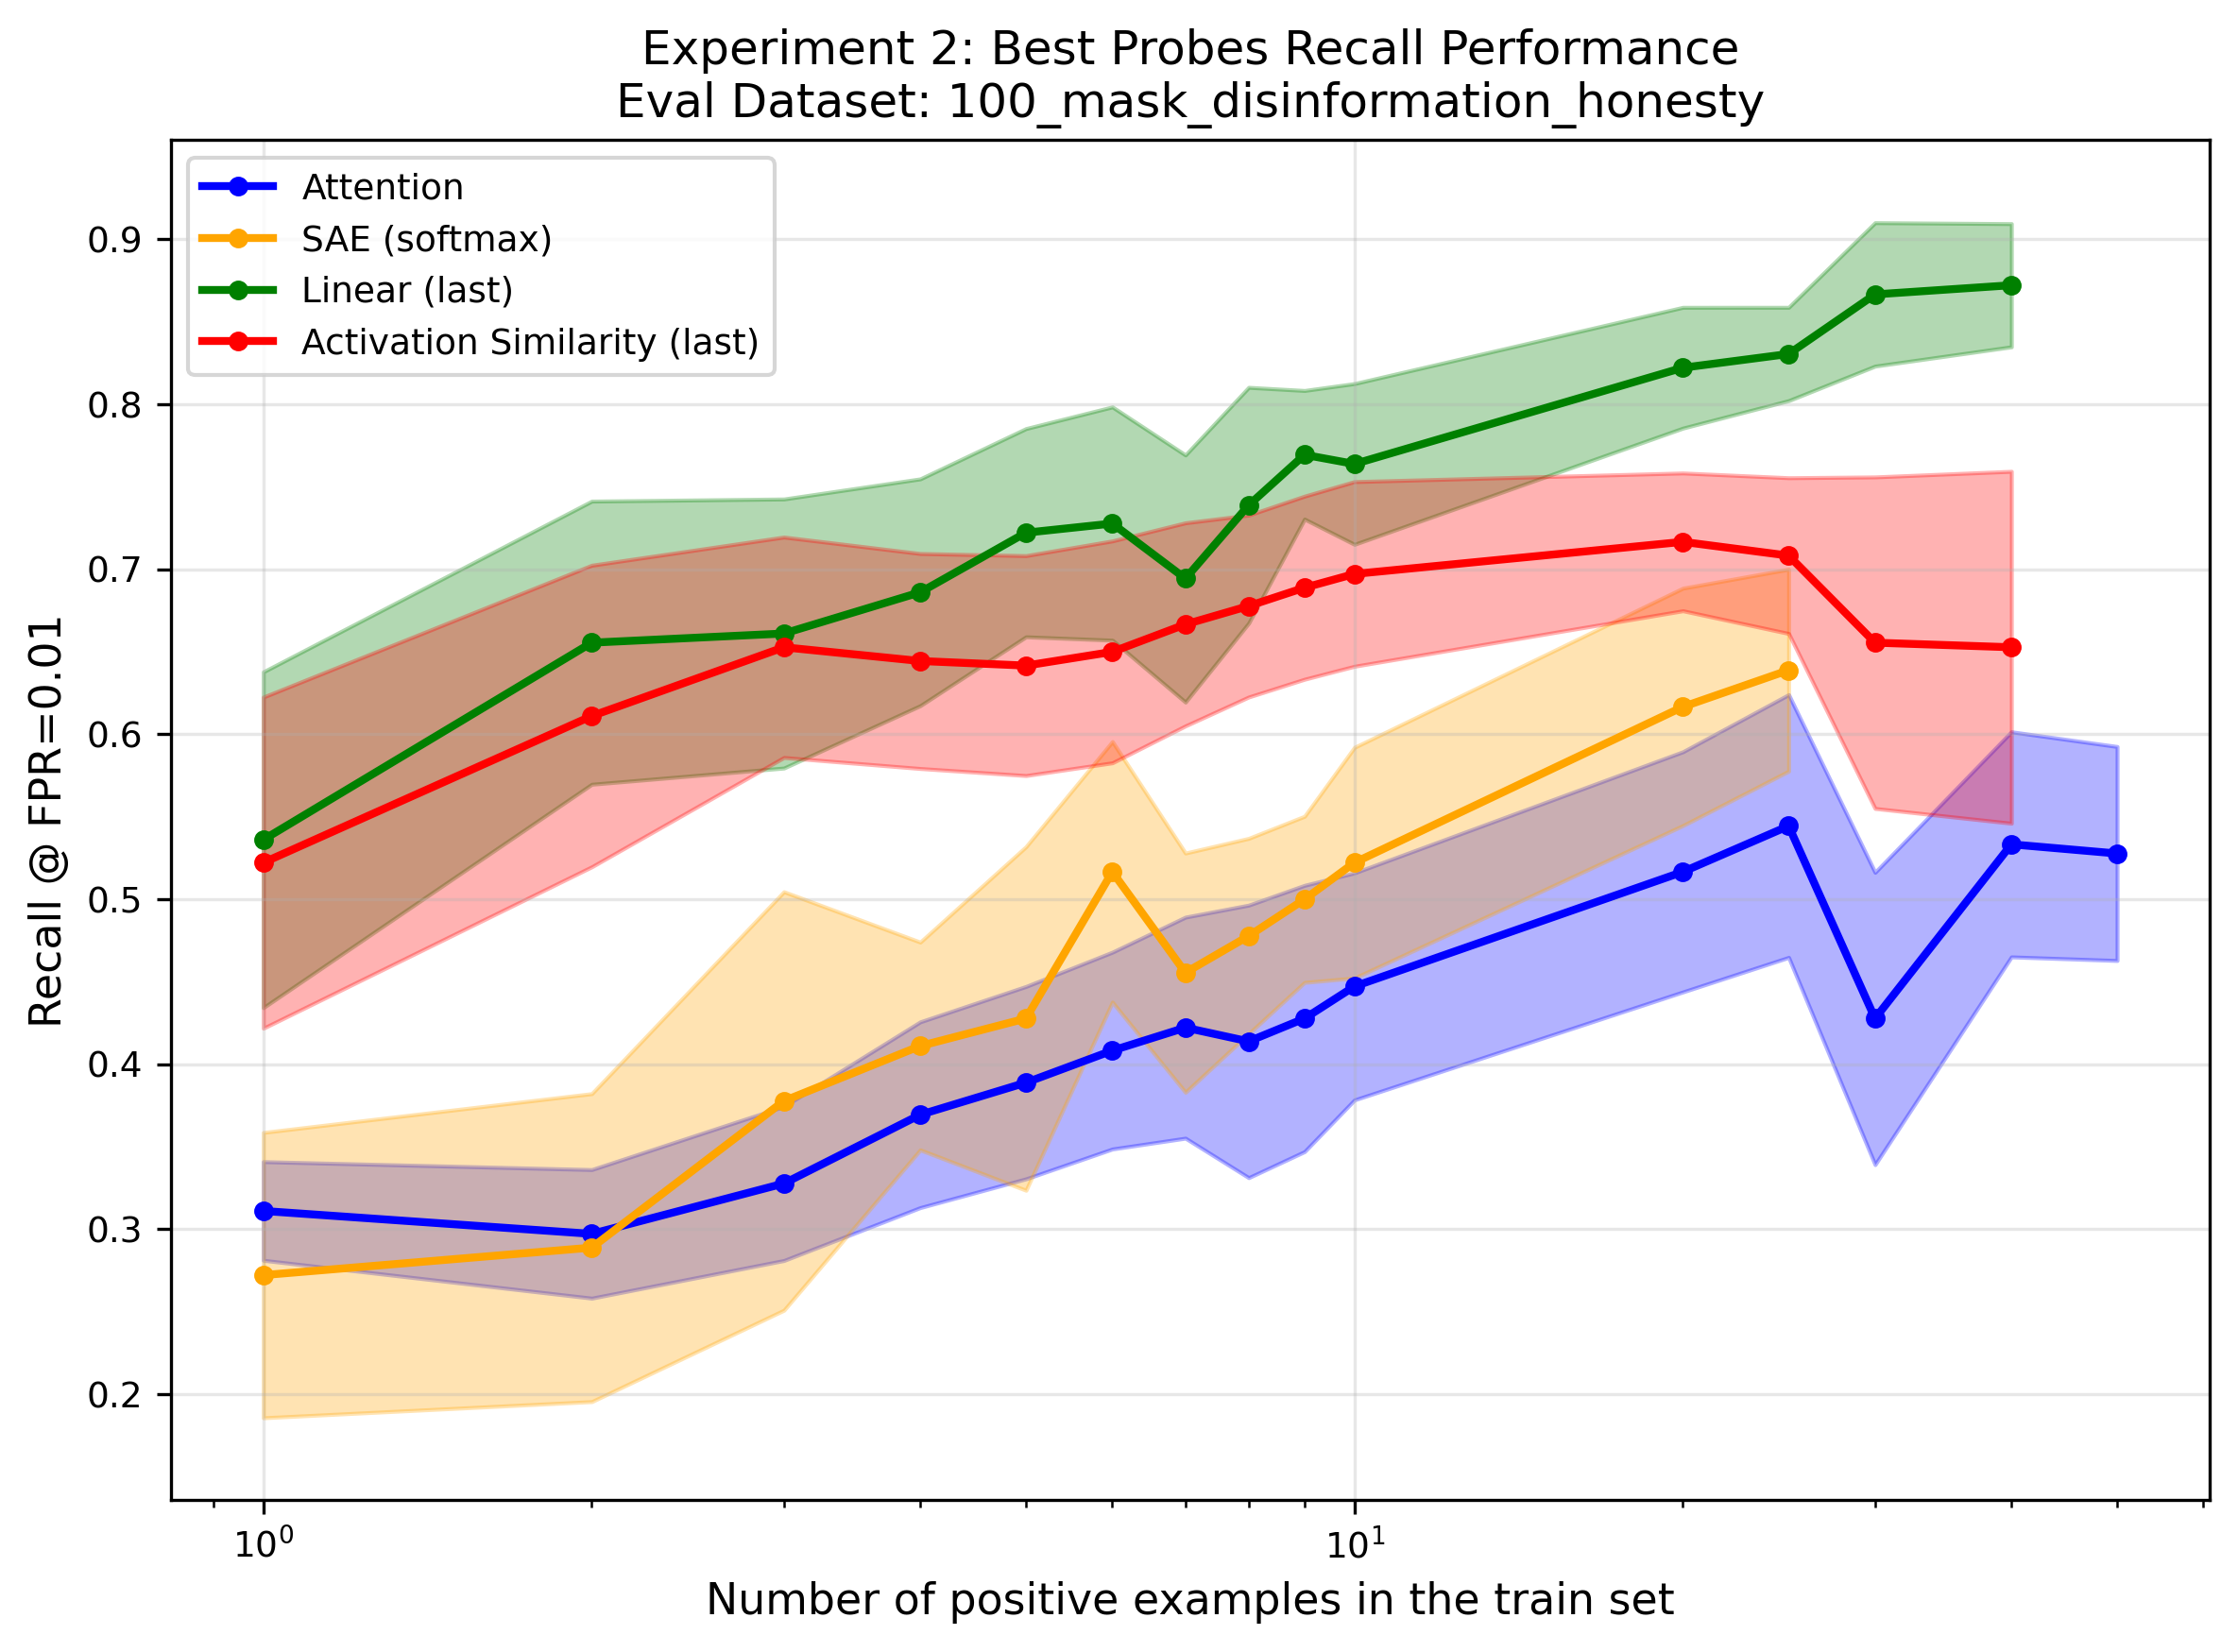 Experiment 2: Best Probes Recall Performance
Eval Dataset: 100_mask_disinformation_honesty
Attention
SAE (softmax)
Linear (last)
Activation Similarity (last)
Recall @ FPR=0.01
0.9
0.8
0.7
0.6
0.5
0.4
0.3
0.2
10⁰
10¹
Number of positive examples in the train set